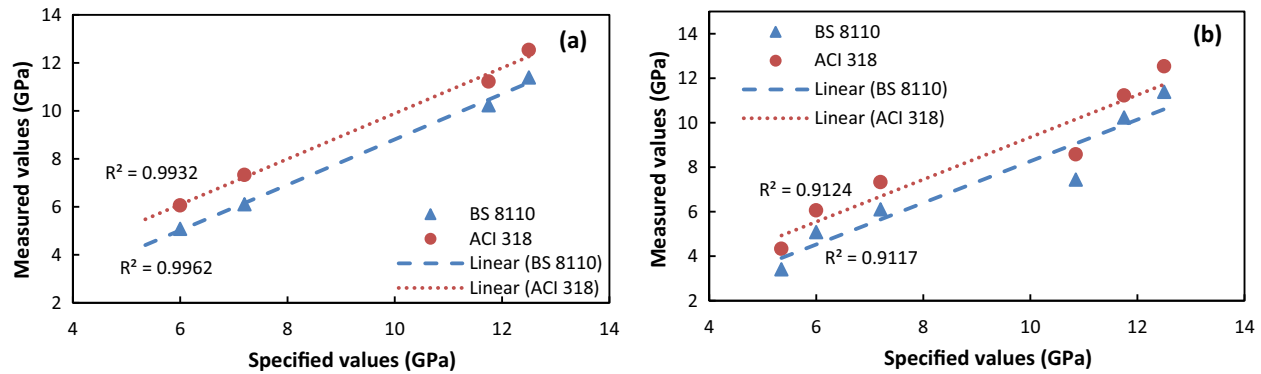 (a)
Measured values (GPa)
14
12
10
8
6
4
2
R² = 0.9932
R² = 0.9962
BS 8110
ACI 318
Linear (BS 8110)
Linear (ACI 318)
4 6 8 10 12 14
Specified values (GPa)
(b)
Measured values (GPa)
14
12
10
8
6
4
2
BS 8110
ACI 318
Linear (BS 8110)
Linear (ACI 318)
R² = 0.9124
R² = 0.9117
4 6 8 10 12 14
Specified values (GPa)